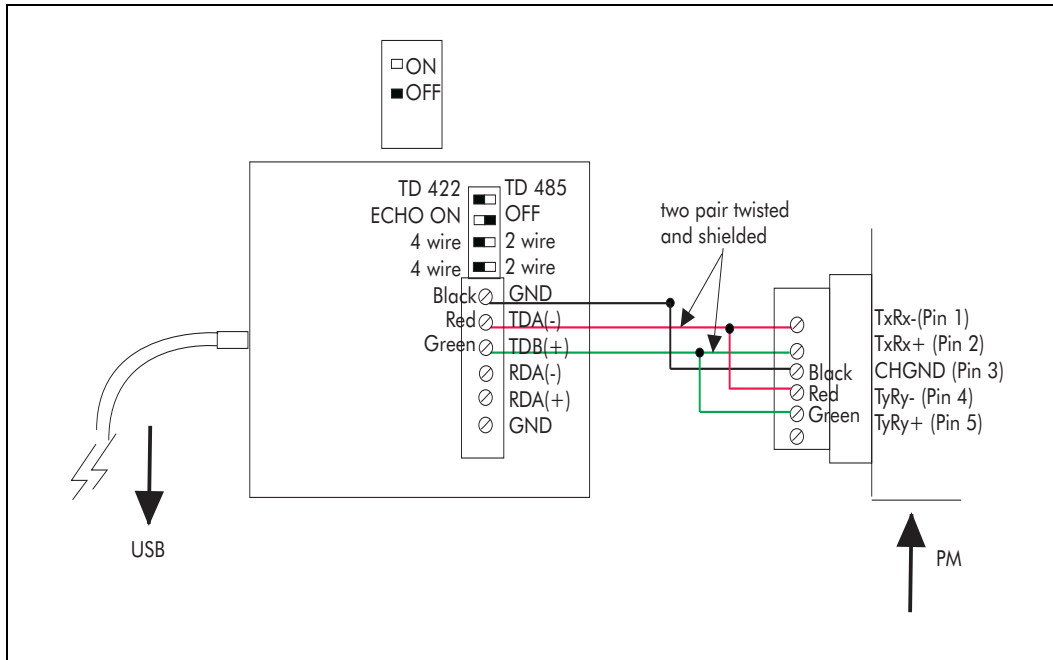 ON
OFF
TD 422 TD 485
ECHO ON OFF
4 wire 2 wire
4 wire 2 wire
Black GND
Red TDA(-)
Green TDB(+)
RDA(-)
RDA(+)
GND
two pair twisted
and shielded
TxRx-(Pin 1)
TxRx+ (Pin 2)
Black CHGND (Pin 3)
Red TyRy- (Pin 4)
Green TyRy+ (Pin 5)
USB
PM